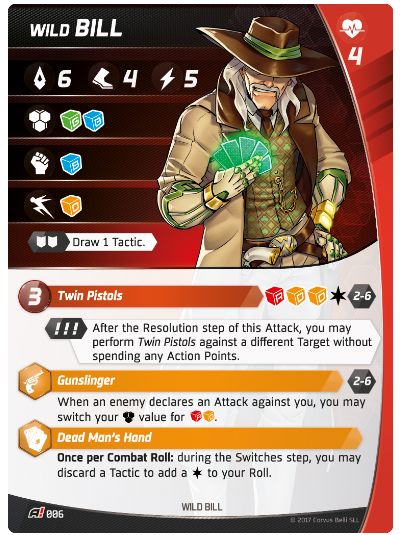 WILD BILL
4
6 4 5
Draw 1 Tactic.
3 Twin Pistols 2-6
!!! After the Resolution step of this Attack, you may
perform Twin Pistols against a different Target without
spending any Action Points.
Gunslinger 2-6
When an enemy declares an Attack against you, you may
switch your value for
Dead Man's Hand
Once per Combat Roll: during the Switches step, you may
discard a Tactic to add a to your Roll.
WILD BILL
A! 006
© 2017 Corvus Belli SLL